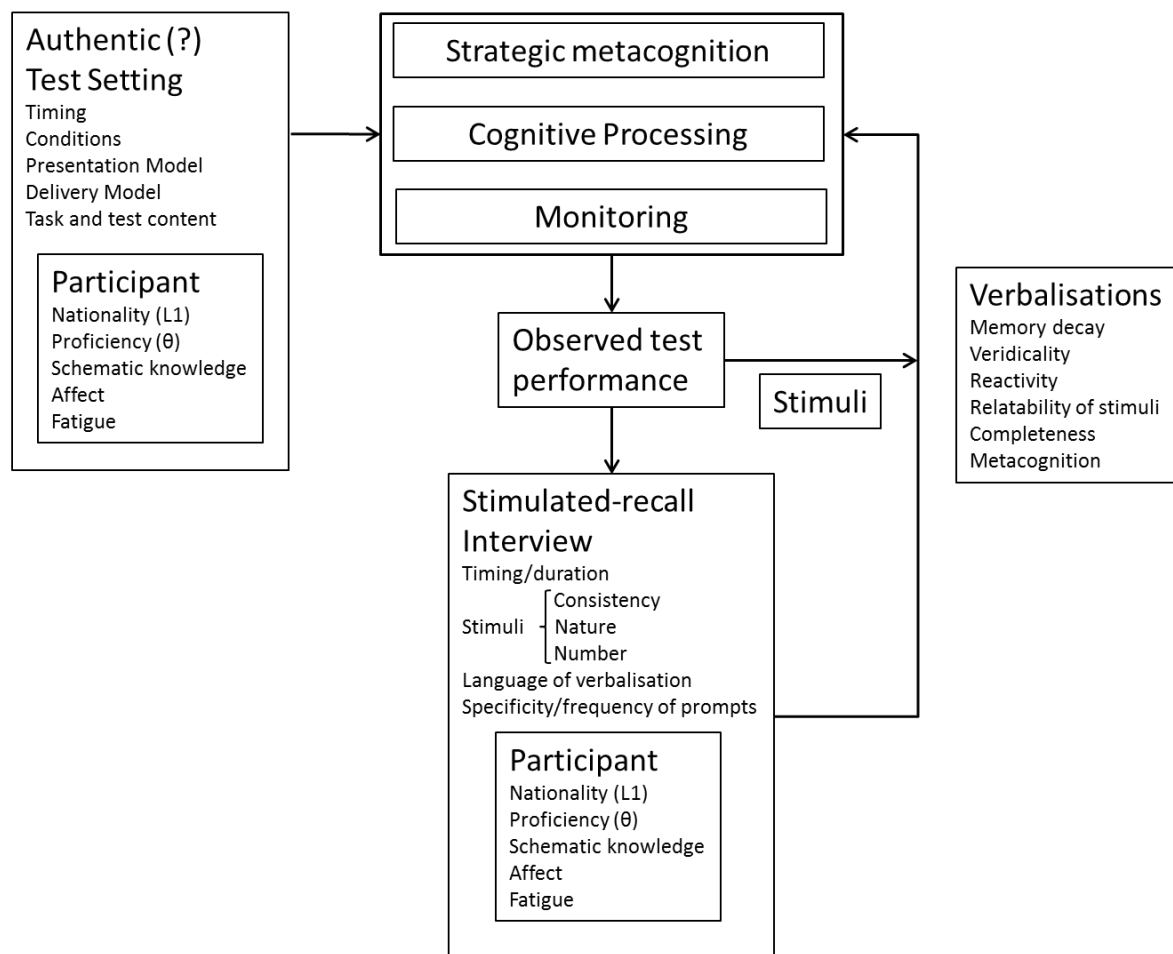 Authentic (?)
Test Setting
Timing
Conditions
Presentation Model
Delivery Model
Task and test content
Participant
Nationality (L1)
Proficiency (θ)
Schematic knowledge
Affect
Fatigue
Strategic metacognition
Cognitive Processing
Monitoring
Observed test
performance
Stimuli
Verbalisations
Memory decay
Veridicality
Reactivity
Relatability of stimuli
Completeness
Metacognition
Stimulated-recall
Interview
Timing/duration
Consistency
Stimuli Nature
Number
Language of verbalisation
Specificity/frequency of prompts
Participant
Nationality (L1)
Proficiency (θ)
Schematic knowledge
Affect
Fatigue